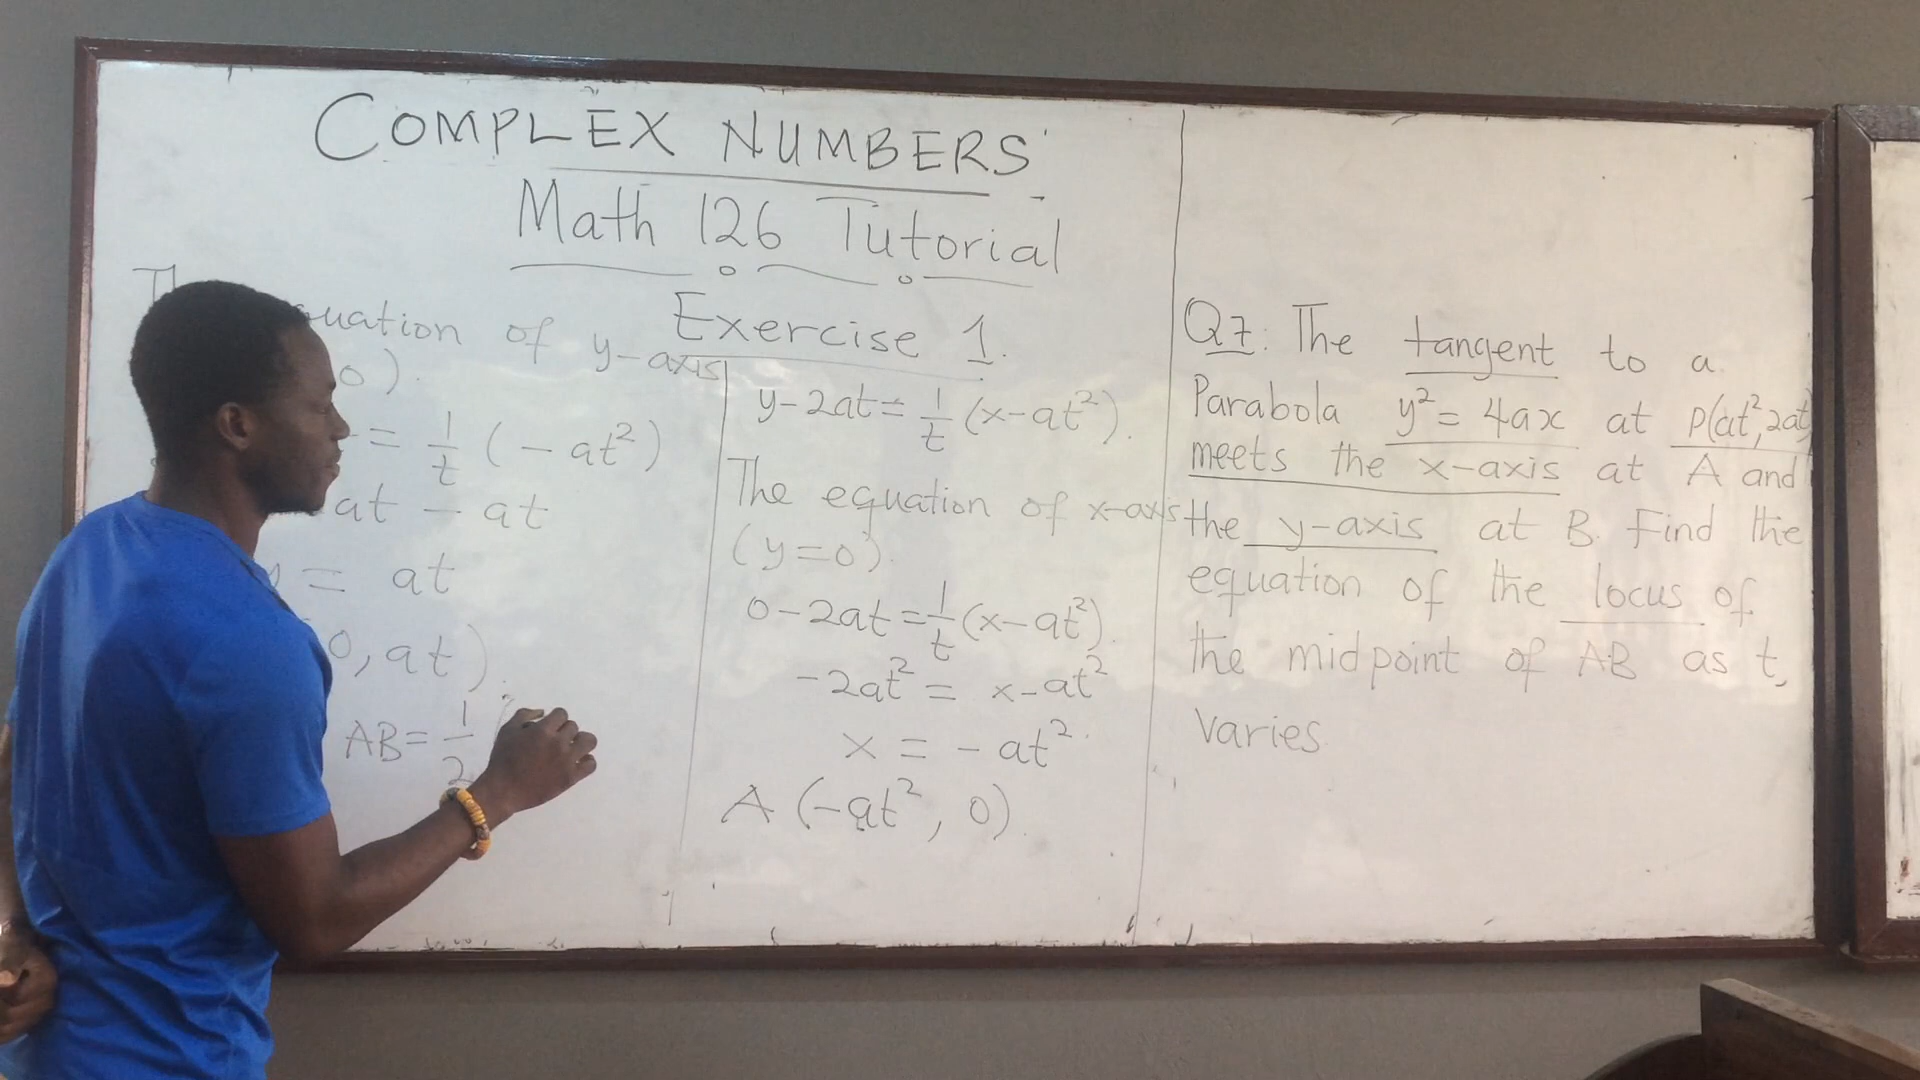 COMPLEX NUMBERS
Math 126 Tutorial
Exercise 1.
Q7: The tangent to a
Parabola y² = 4ax at P(at², 2at)
meets the x-axis at A and
the y-axis at B. Find the
equation of the locus of
the midpoint of AB as t,
varies
y-2at = 1/t (x-at²).
The equation of x-axis
(y=0).
0-2at = 1/t (x-at²).
-2at² = x-at²
x = -at².
A (-at², 0).
of y-axis
0).
= 1/t (-at²)
at - at
= at
0, at).
AB = 1/2